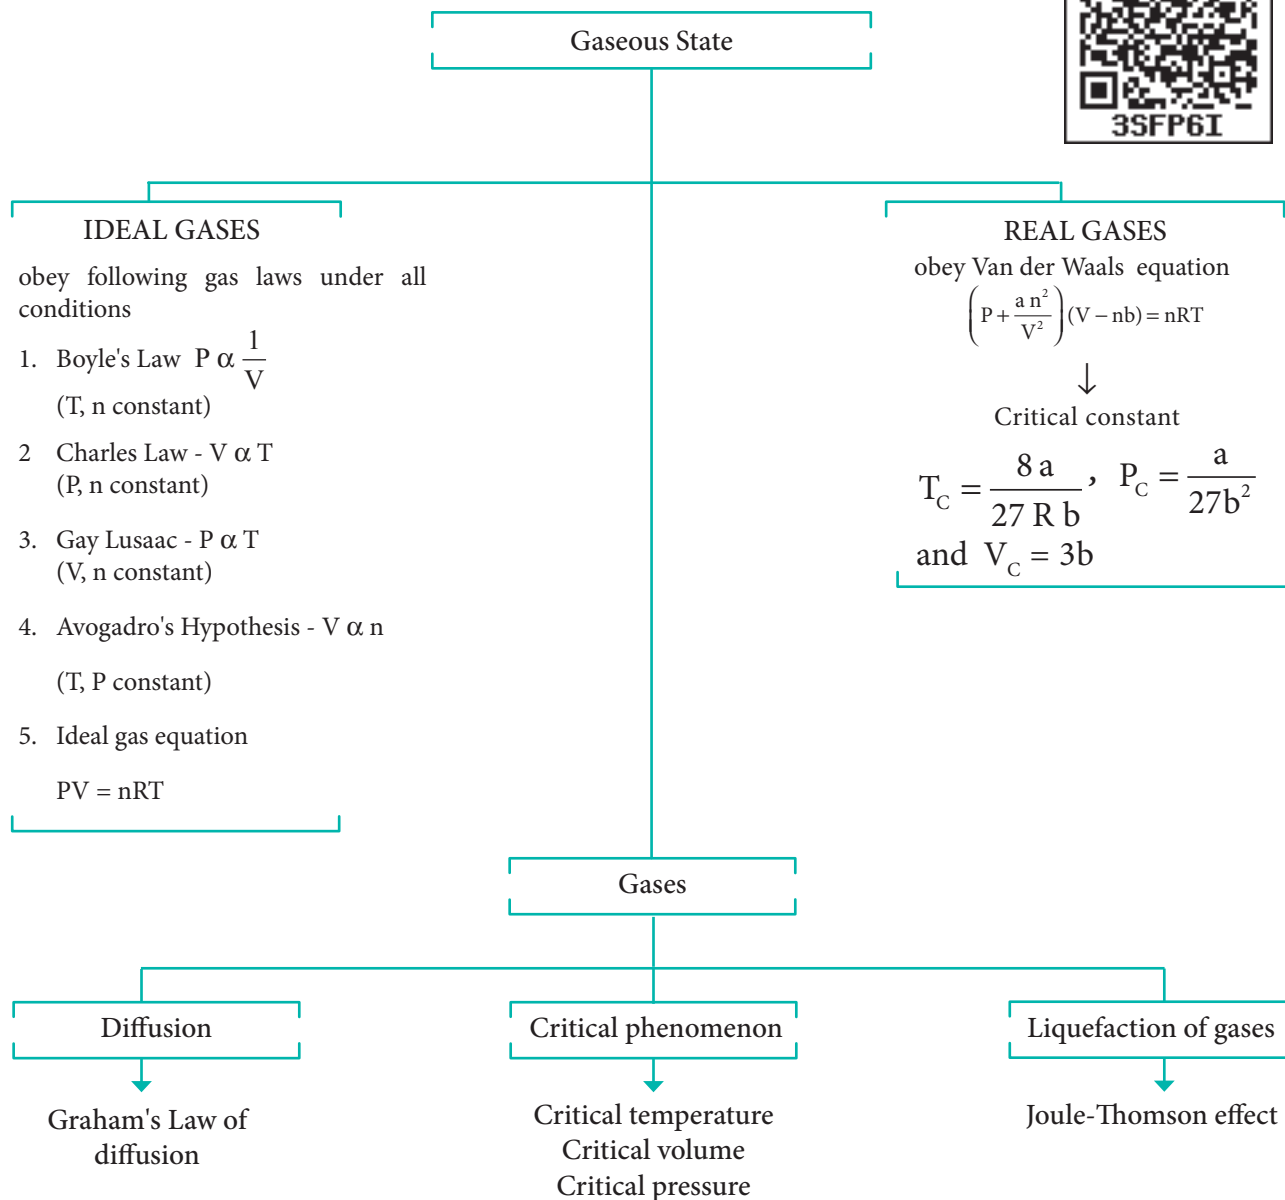 Gaseous State
3SFP6I
IDEAL GASES
obey following gas laws under all
conditions
1. Boyle's Law P α 1/V
(T, n constant)
2 Charles Law - V α T
(P, n constant)
3. Gay Lusaac - P α T
(V, n constant)
4. Avogadro's Hypothesis - V α n
(T, P constant)
5. Ideal gas equation
PV = nRT
REAL GASES
obey Van der Waals equation
(P + a n²/V²) (V – nb) = nRT
↓
Critical constant
T_C = 8 a/27 R b , P_C = a/27b²
and V_C = 3b
Gases
Diffusion
Graham's Law of
diffusion
Critical phenomenon
Critical temperature
Critical volume
Critical pressure
Liquefaction of gases
Joule-Thomson effect